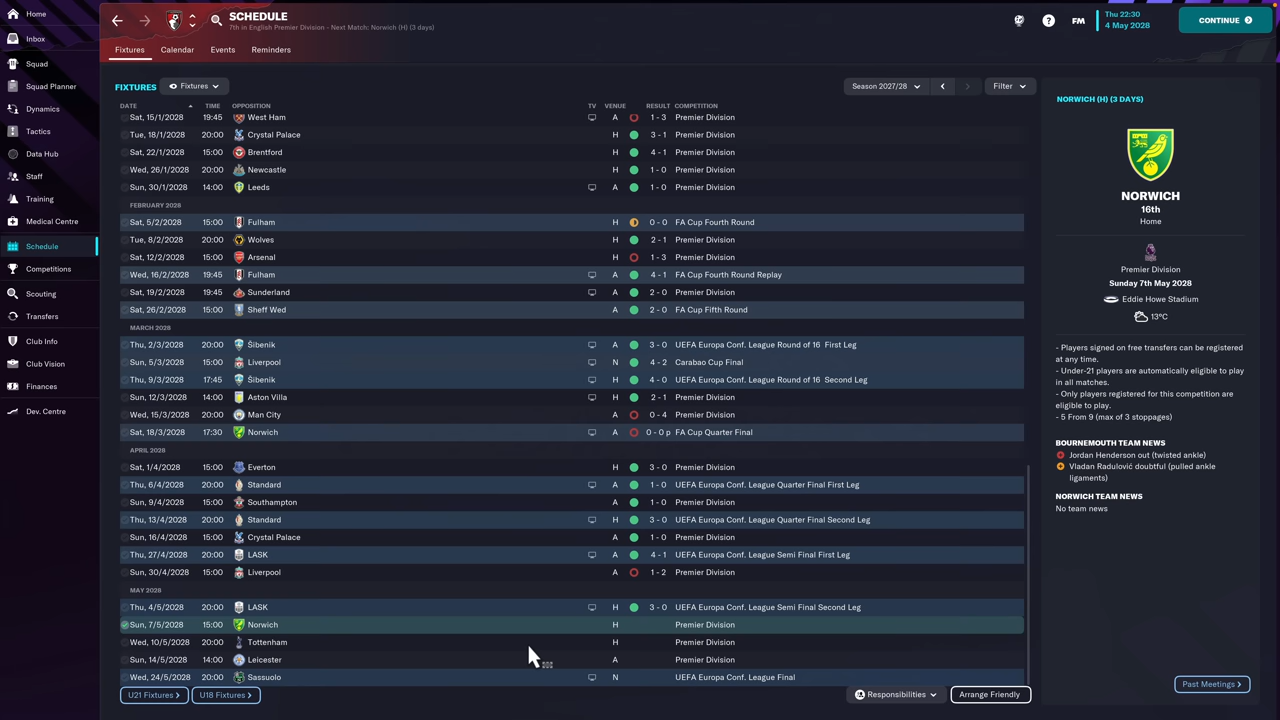 Home
SCHEDULE
7th in English Premier Division - Next Match: Norwich (H) (3 days)
FM
Thu 22:30
4 May 2028
CONTINUE
Inbox
Squad
Squad Planner
Dynamics
Tactics
Data Hub
Staff
Training
Medical Centre
Schedule
Competitions
Scouting
Transfers
Club Info
Club Vision
Finances
Dev. Centre
Fixtures Calendar Events Reminders
FIXTURES Fixtures Season 2027/28 Filter
DATE TIME OPPOSITION TV VENUE RESULT COMPETITION
Sat, 15/1/2028 19:45 West Ham A 1 - 3 Premier Division
Tue, 18/1/2028 20:00 Crystal Palace H 3 - 1 Premier Division
Sat, 22/1/2028 15:00 Brentford H 4 - 1 Premier Division
Wed, 26/1/2028 20:00 Newcastle H 1 - 0 Premier Division
Sun, 30/1/2028 14:00 Leeds A 1 - 0 Premier Division
FEBRUARY 2028
Sat, 5/2/2028 15:00 Fulham H 0 - 0 FA Cup Fourth Round
Tue, 8/2/2028 20:00 Wolves H 2 - 1 Premier Division
Sat, 12/2/2028 15:00 Arsenal H 1 - 3 Premier Division
Wed, 16/2/2028 19:45 Fulham A 4 - 1 FA Cup Fourth Round Replay
Sat, 19/2/2028 19:45 Sunderland A 2 - 0 Premier Division
Sat, 26/2/2028 15:00 Sheff Wed A 2 - 0 FA Cup Fifth Round
MARCH 2028
Thu, 2/3/2028 20:00 Šibenik A 3 - 0 UEFA Europa Conf. League Round of 16 First Leg
Sun, 5/3/2028 15:00 Liverpool N 4 - 2 Carabao Cup Final
Thu, 9/3/2028 17:45 Šibenik H 4 - 0 UEFA Europa Conf. League Round of 16 Second Leg
Sun, 12/3/2028 14:00 Aston Villa H 2 - 1 Premier Division
Wed, 15/3/2028 20:00 Man City A 0 - 4 Premier Division
Sat, 18/3/2028 17:30 Norwich A 0 - 0 p FA Cup Quarter Final
APRIL 2028
Sat, 1/4/2028 15:00 Everton H 3 - 0 Premier Division
Thu, 6/4/2028 20:00 Standard A 1 - 0 UEFA Europa Conf. League Quarter Final First Leg
Sun, 9/4/2028 15:00 Southampton A 1 - 0 Premier Division
Thu, 13/4/2028 20:00 Standard H 3 - 0 UEFA Europa Conf. League Quarter Final Second Leg
Sun, 16/4/2028 15:00 Crystal Palace A 1 - 0 Premier Division
Thu, 27/4/2028 20:00 LASK A 4 - 1 UEFA Europa Conf. League Semi Final First Leg
Sun, 30/4/2028 15:00 Liverpool A 1 - 2 Premier Division
MAY 2028
Thu, 4/5/2028 20:00 LASK H 3 - 0 UEFA Europa Conf. League Semi Final Second Leg
Sun, 7/5/2028 15:00 Norwich H Premier Division
Wed, 10/5/2028 20:00 Tottenham H Premier Division
Sun, 14/5/2028 14:00 Leicester A Premier Division
Wed, 24/5/2028 20:00 Sassuolo N UEFA Europa Conf. League Final
U21 Fixtures > U18 Fixtures > Responsibilities Arrange Friendly
NORWICH (H) (3 DAYS)
NORWICH
16th
Home
Premier Division
Sunday 7th May 2028
Eddie Howe Stadium
13°C
- Players signed on free transfers can be registered
at any time.
- Under-21 players are automatically eligible to play
in all matches.
- Only players registered for this competition are
eligible to play.
- 5 From 9 (max of 3 stoppages)
BOURNEMOUTH TEAM NEWS
Jordan Henderson out (twisted ankle)
Vladan Radulović doubtful (pulled ankle
ligaments)
NORWICH TEAM NEWS
No team news
Past Meetings >